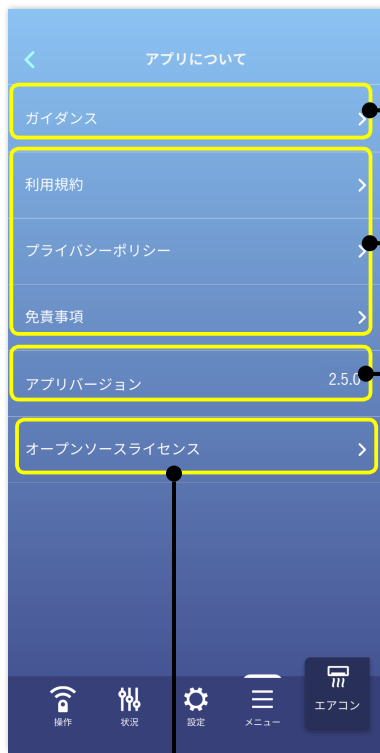 アプリについて
ガイダンス
利用規約
プライバシーポリシー
免責事項
アプリバージョン 2.5.0
オープンソースライセンス
操作 状況 設定 メニュー エアコン